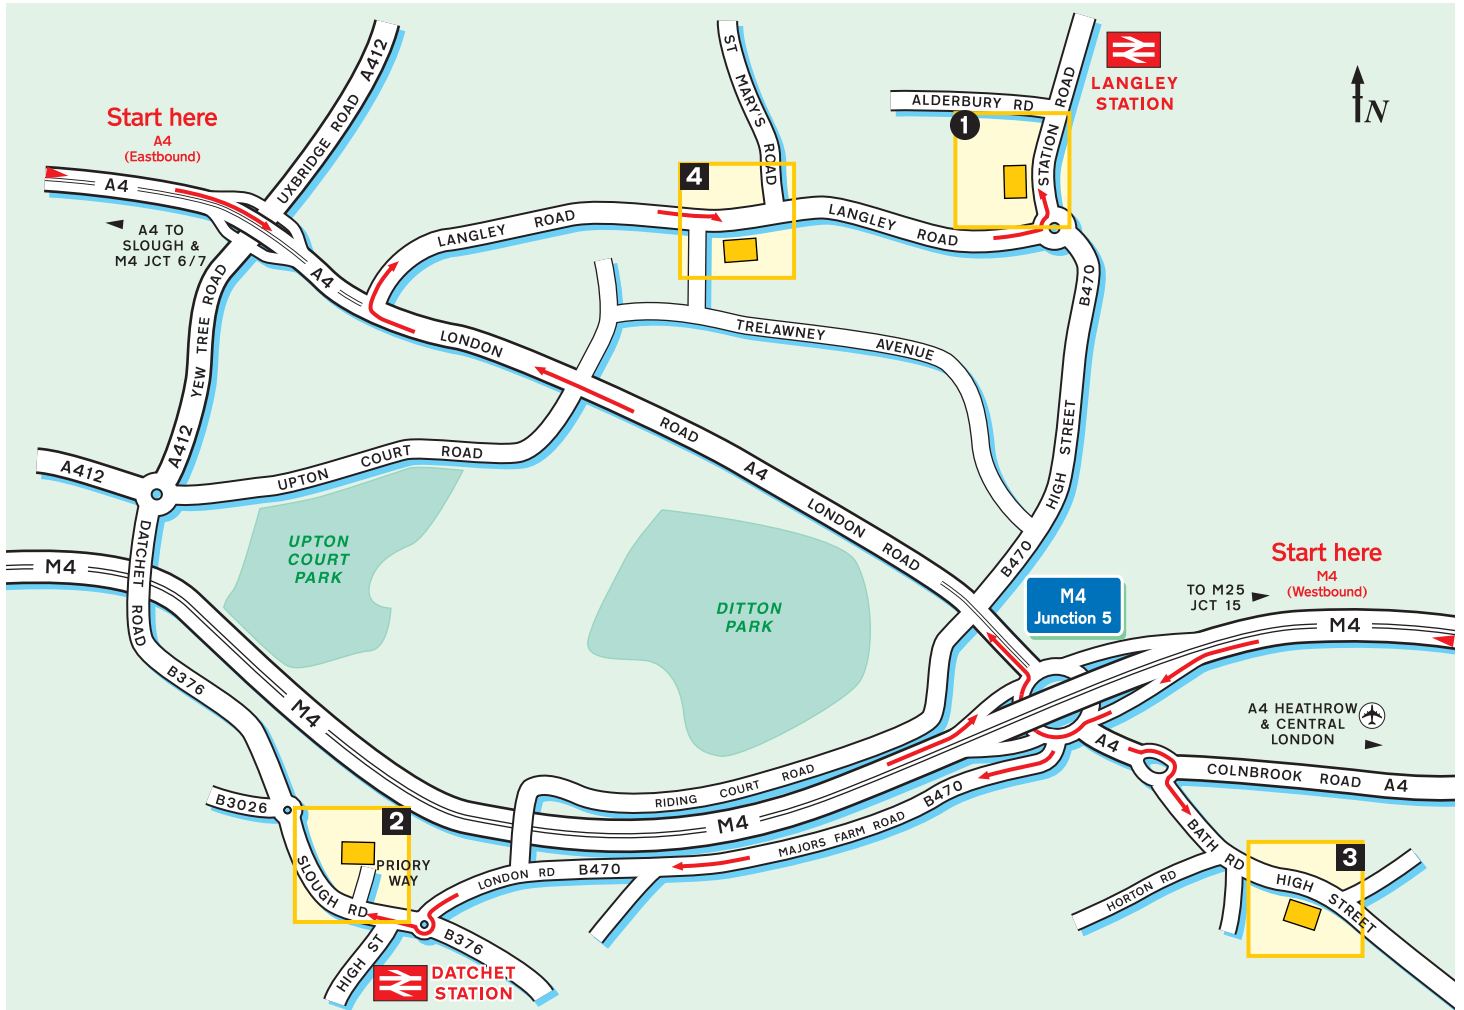 A412
UXBRIDGE ROAD
ST MARY'S ROAD
LANGLEY
STATION
ROAD
ALDERBURY RD
1
STATION
N
Start here
A4
(Eastbound)
A4
A4 TO
SLOUGH &
M4 JCT 6/7
4
LANGLEY ROAD
LANGLEY ROAD
B470
A4
YEW TREE ROAD
A412
LONDON
ROAD
A4
LONDON ROAD
TRELAWNEY AVENUE
HIGH STREET
B470
A412
UPTON COURT ROAD
DATCHET ROAD
UPTON
COURT
PARK
DITTON
PARK
M4
M4
Junction 5
Start here
M4
(Westbound)
TO M25
JCT 15
M4
B376
M4
A4 HEATHROW
& CENTRAL
LONDON
A4
COLNBROOK ROAD A4
RIDING COURT ROAD
B470
M4
MAJORS FARM ROAD
B3026
2
PRIORY
WAY
SLOUGH RD
LONDON RD B470
BATH RD
3
HORTON RD
HIGH STREET
HIGH ST
B376
DATCHET
STATION